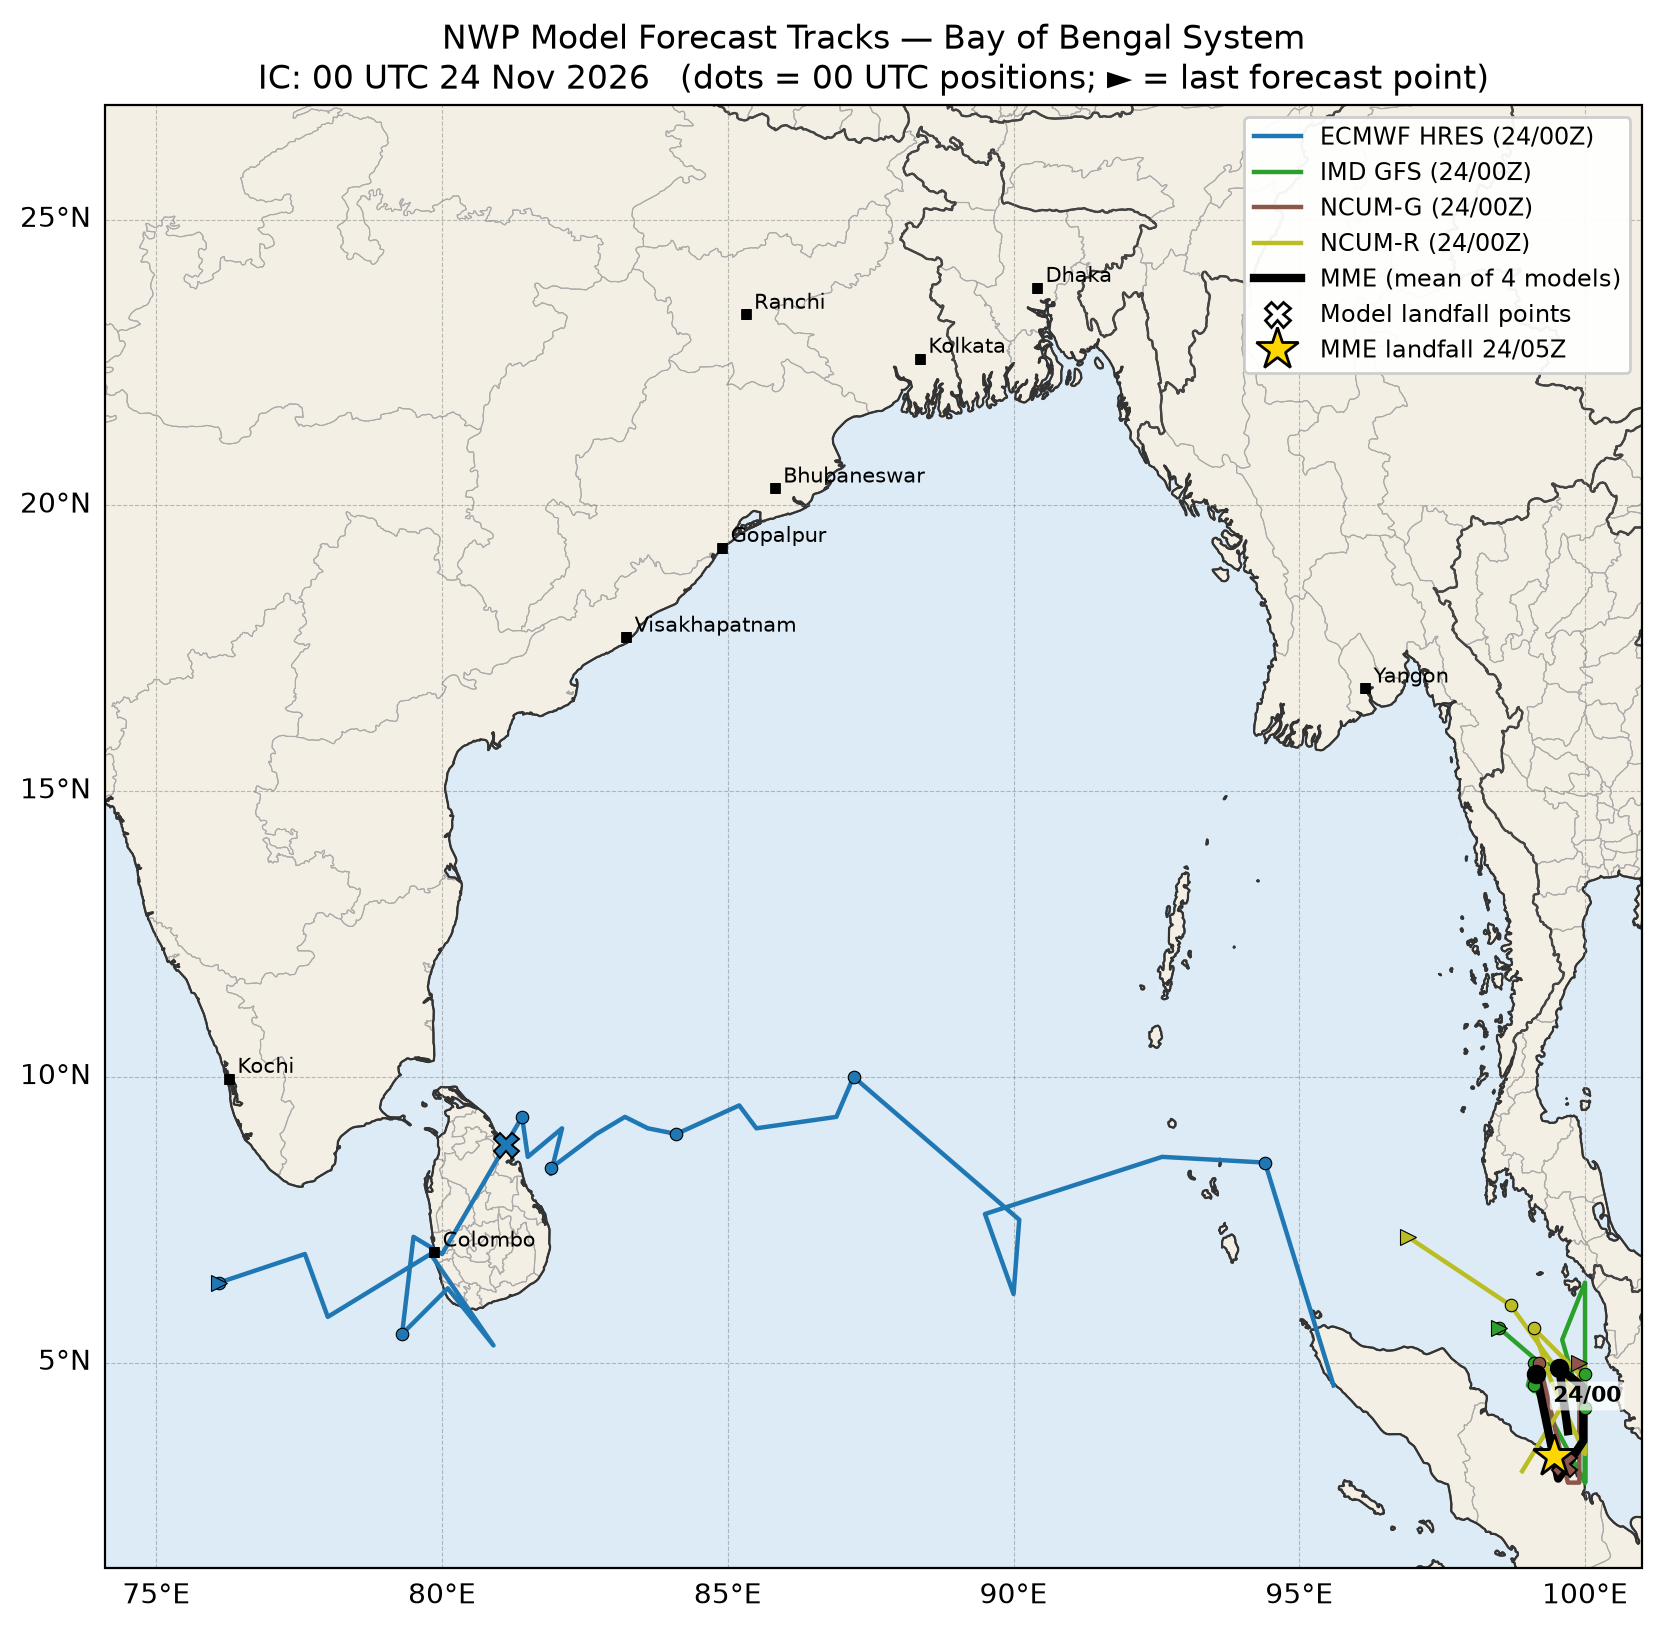 NWP Model Forecast Tracks — Bay of Bengal System
IC: 00 UTC 24 Nov 2026   (dots = 00 UTC positions; ► = last forecast point)
ECMWF HRES (24/00Z)
IMD GFS (24/00Z)
NCUM-G (24/00Z)
NCUM-R (24/00Z)
MME (mean of 4 models)
Model landfall points
MME landfall 24/05Z
25°N
20°N
15°N
10°N
5°N
Dhaka
Ranchi
Kolkata
Bhubaneswar
Gopalpur
Visakhapatnam
Yangon
Kochi
Colombo
24/00
75°E
80°E
85°E
90°E
95°E
100°E